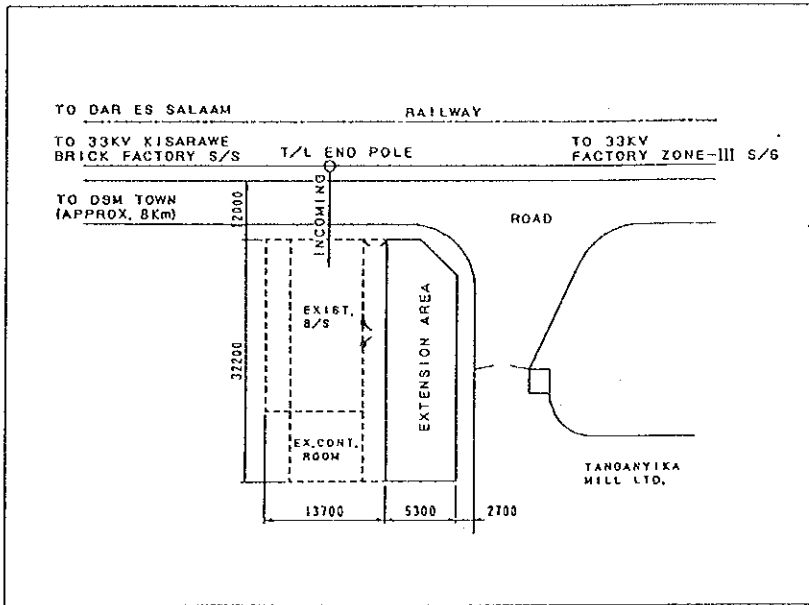 TO DAR ES SALAAM
RAILWAY
TO 33KV KISARAWE
BRICK FACTORY S/S
T/L END POLE
TO 33KV
FACTORY ZONE-III S/S
TO DSM TOWN
(APPROX, 8Km)
12000
INCOMING
ROAD
EXIST,
S/S
EXTENSION AREA
32200
EX.CONT.
ROOM
TANGANYIKA
MILL LTD,
13700
5300
2700